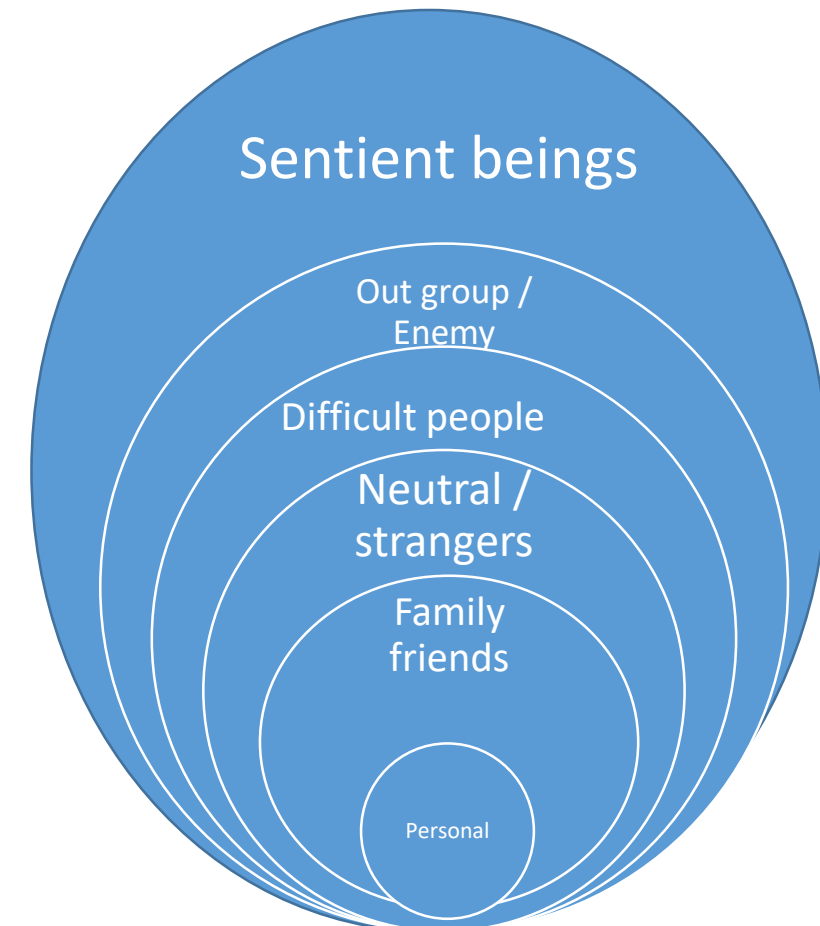 Sentient beings
Out group /
Enemy
Difficult people
Neutral /
strangers
Family
friends
Personal